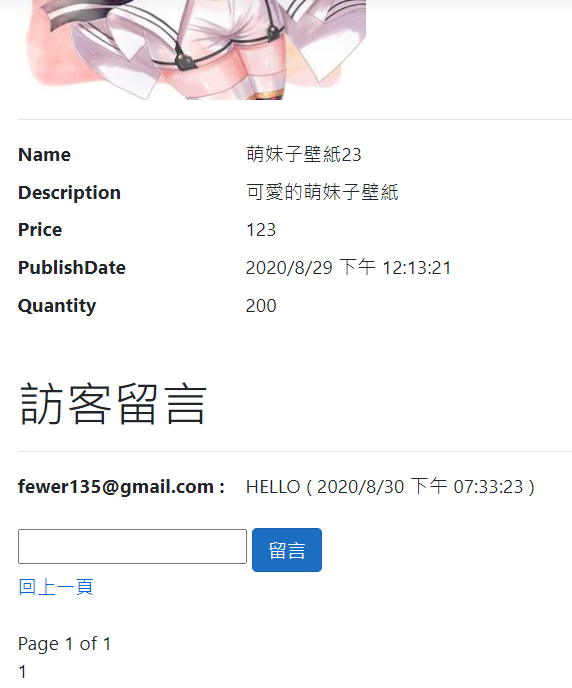 Name 萌妹子壁紙23
Description 可愛的萌妹子壁紙
Price 123
PublishDate 2020/8/29 下午 12:13:21
Quantity 200
訪客留言
fewer135@gmail.com : HELLO ( 2020/8/30 下午 07:33:23 )
留言
回上一頁
Page 1 of 1
1